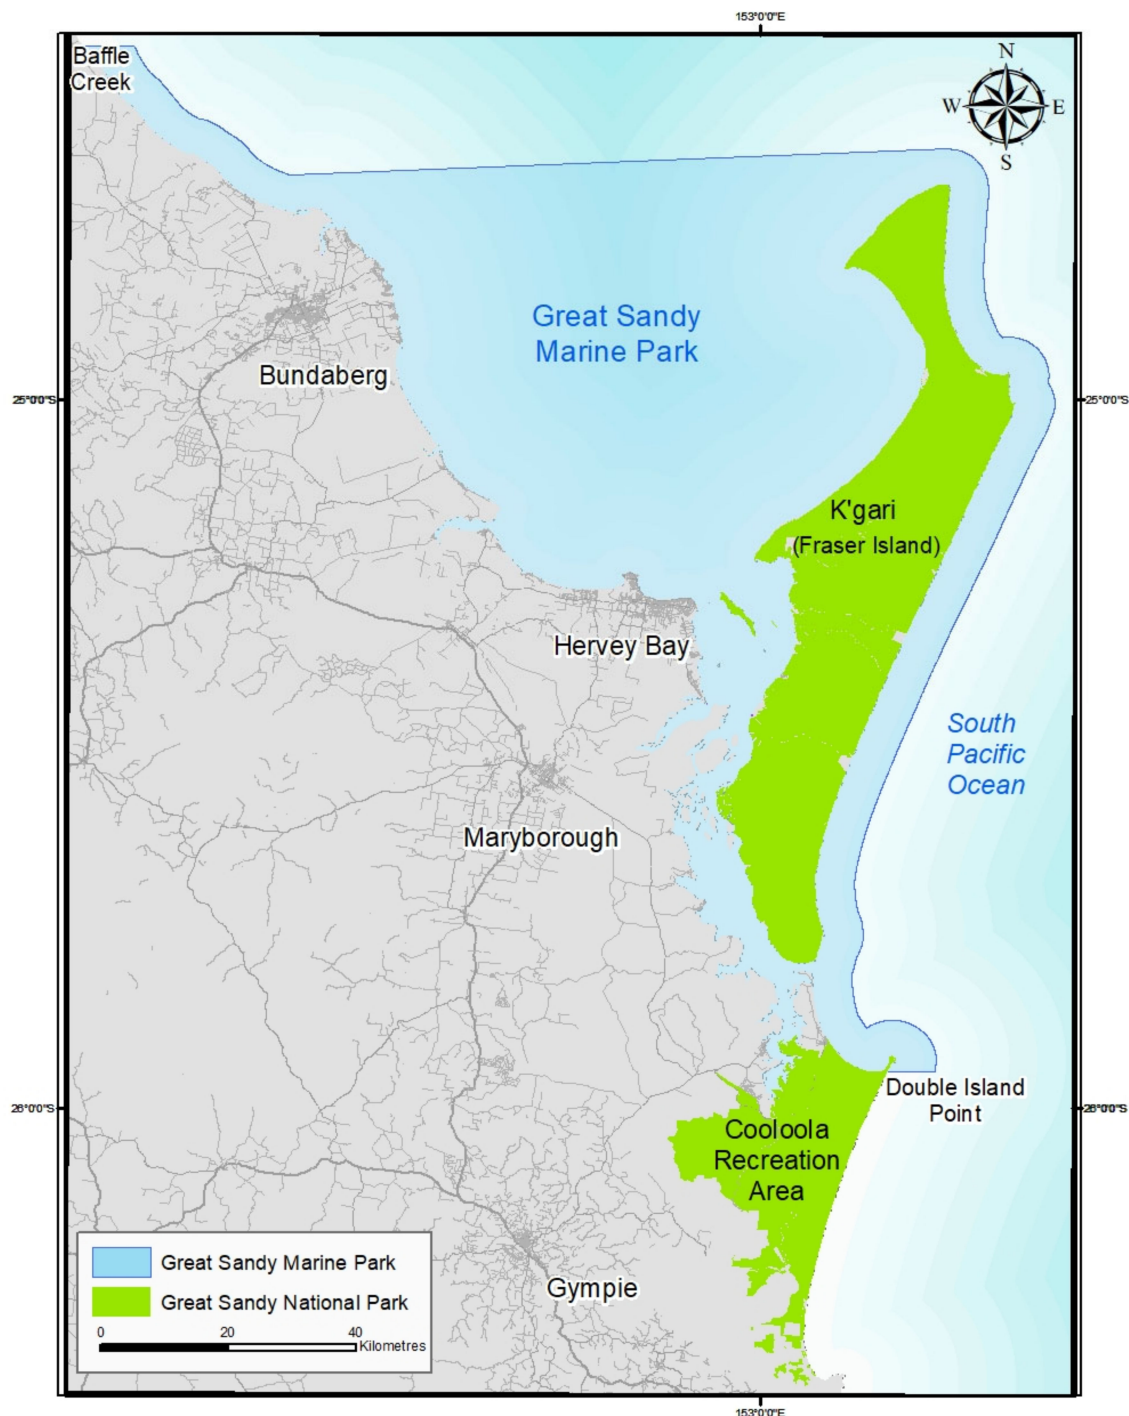 153°0'0"E
Baffle
Creek
N
W
E
S
Great Sandy
Marine Park
Bundaberg
25°0'0"S
25°0'0"S
K'gari
(Fraser Island)
Hervey Bay
South
Pacific
Ocean
Maryborough
Double Island
Point
26°0'0"S
26°0'0"S
Cooloola
Recreation
Area
Great Sandy Marine Park
Great Sandy National Park
0 20 40
Kilometres
Gympie
153°0'0"E